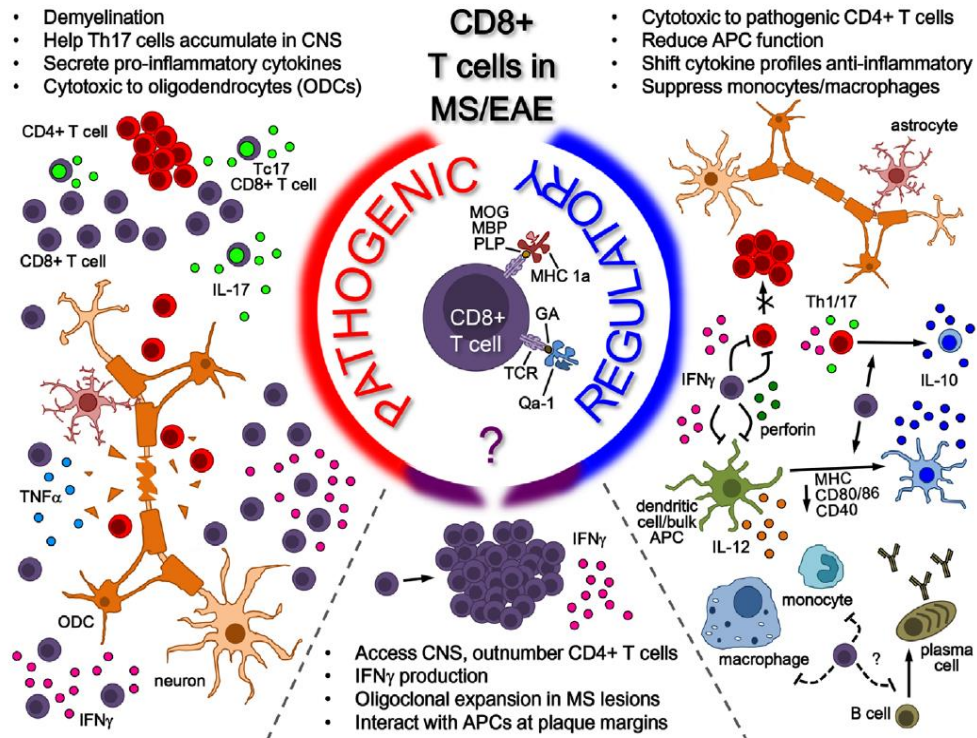 • Demyelination
• Help Th17 cells accumulate in CNS
• Secrete pro-inflammatory cytokines
• Cytotoxic to oligodendrocytes (ODCs)
CD8+
T cells in
MS/EAE
• Cytotoxic to pathogenic CD4+ T cells
• Reduce APC function
• Shift cytokine profiles anti-inflammatory
• Suppress monocytes/macrophages
CD4+ T cell
Tc17
CD8+ T cell
CD8+ T cell
IL-17
TNFα
ODC
neuron
IFNγ
PATHOGENIC
REGULATORY
MOG
MBP
PLP
MHC 1a
CD8+
T cell
GA
TCR
Qa-1
?
IFNγ
• Access CNS, outnumber CD4+ T cells
• IFNγ production
• Oligoclonal expansion in MS lesions
• Interact with APCs at plaque margins
astrocyte
Th1/17
IFNγ
IL-10
perforin
dendritic
cell/bulk
APC
MHC
CD80/86
CD40
IL-12
monocyte
macrophage
?
plasma
cell
B cell